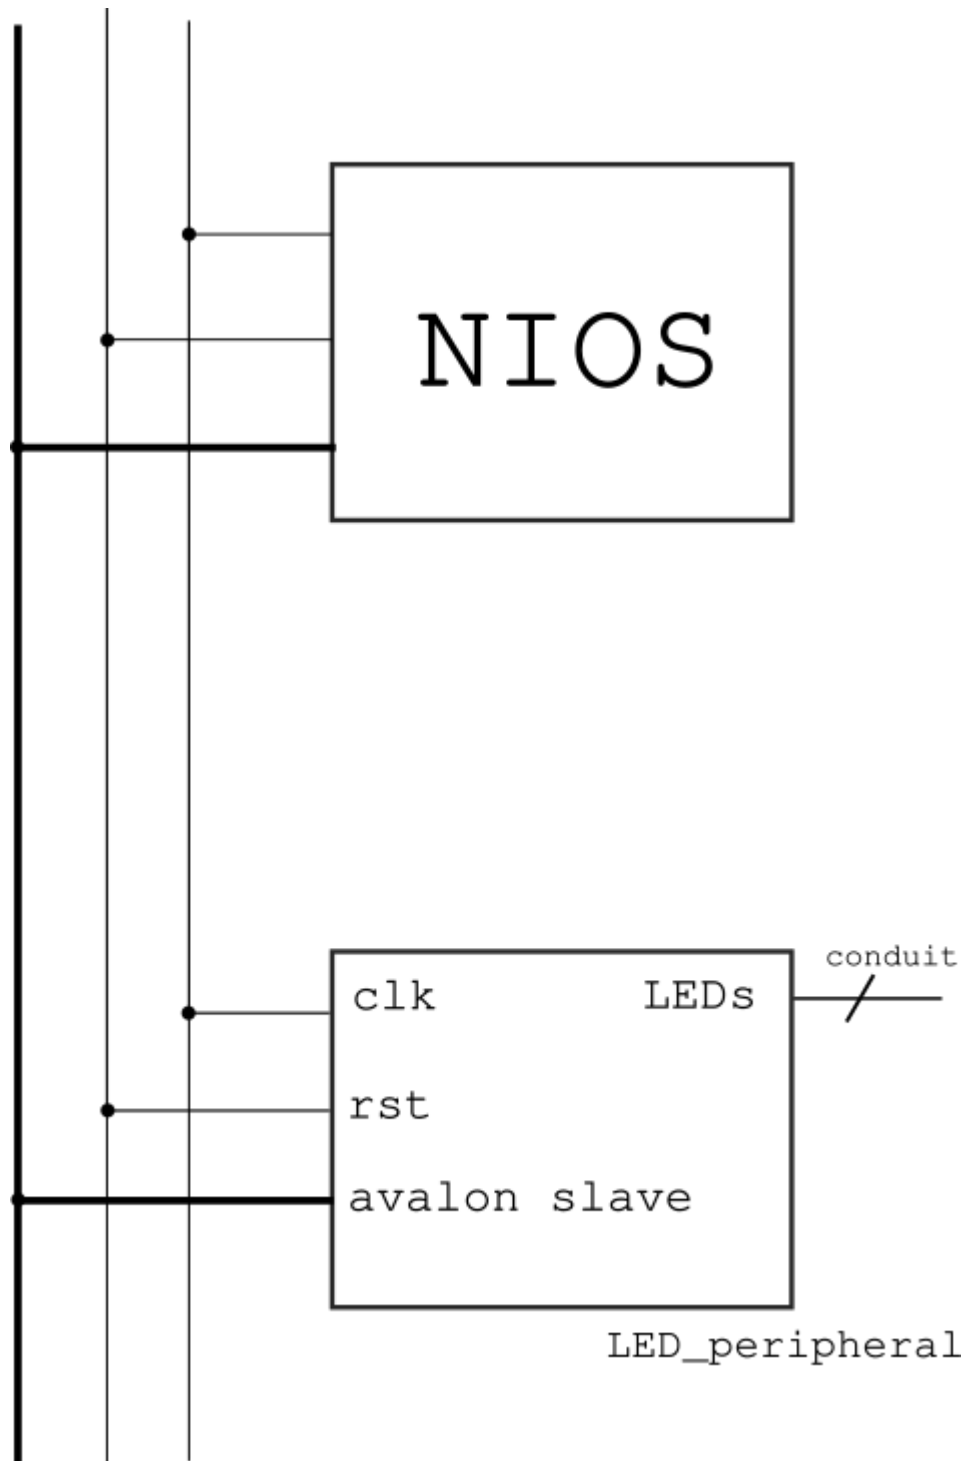 NIOS
conduit
clk
LEDs
rst
avalon slave
LED_peripheral